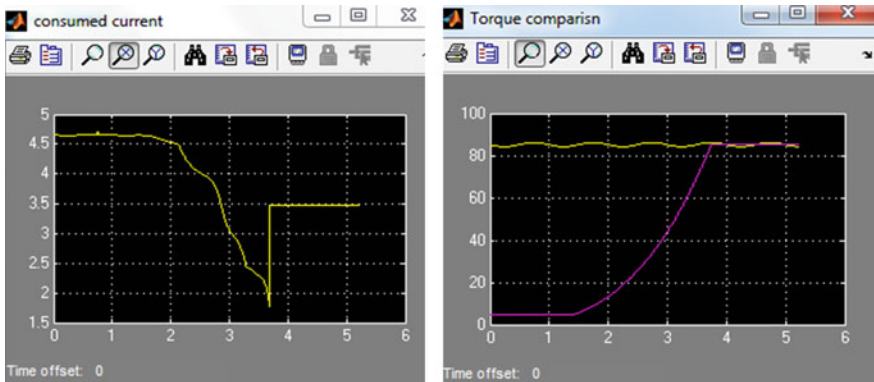 consumed current
5
4.5
4
3.5
3
2.5
2
1.5
0 1 2 3 4 5 6
Time offset: 0
Torque comparisn
100
80
60
40
20
0
0 1 2 3 4 5 6
Time offset: 0